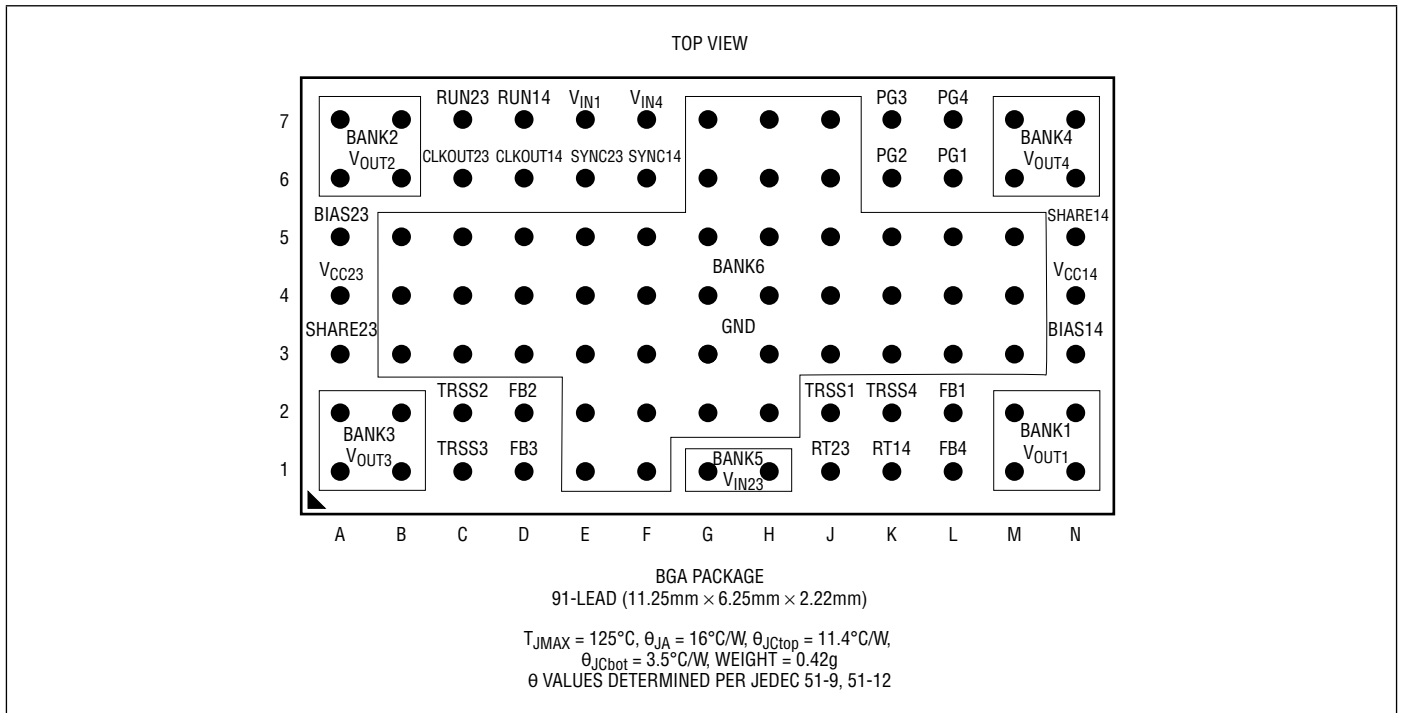 TOP VIEW
7 RUN23 RUN14 VIN1 VIN4 PG3 PG4
BANK2 BANK4
VOUT2 VOUT4
6 CLKOUT23 CLKOUT14 SYNC23 SYNC14 PG2 PG1
5 BIAS23 SHARE14
BANK6
4 VCC23 VCC14
GND
3 SHARE23 BIAS14
2 TRSS2 FB2 TRSS1 TRSS4 FB1
BANK3 BANK1
VOUT3 VOUT1
1 TRSS3 FB3 BANK5 RT23 RT14 FB4
VIN23
A B C D E F G H J K L M N
BGA PACKAGE
91-LEAD (11.25mm × 6.25mm × 2.22mm)
TJMAX = 125°C, θJA = 16°C/W, θJCtop = 11.4°C/W,
θJCbot = 3.5°C/W, WEIGHT = 0.42g
θ VALUES DETERMINED PER JEDEC 51-9, 51-12